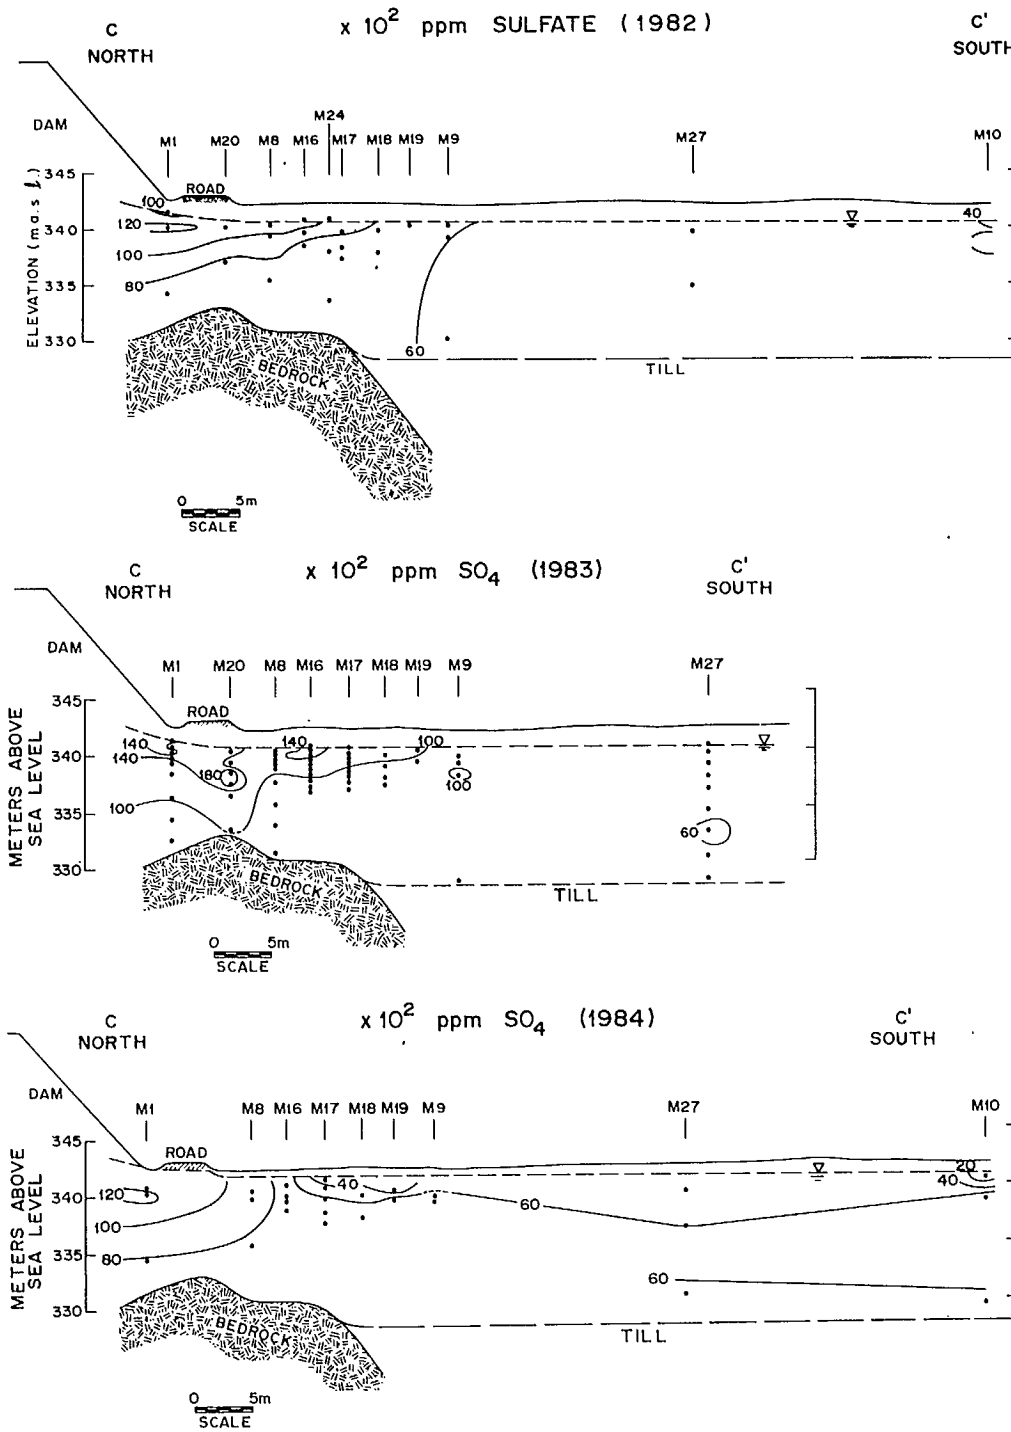 x 10² ppm SULFATE (1982)
C
NORTH
C'
SOUTH
DAM
M1 M20 M8 M16 M24 M17 M18 M19 M9 M27 M10
ROAD
ELEVATION (m a.s.l.)
345
340
335
330
100
120
100
80
60
40
BEDROCK
TILL
0 5m
SCALE
x 10² ppm SO₄ (1983)
C
NORTH
C'
SOUTH
DAM
M1 M20 M8 M16 M17 M18 M19 M9 M27
ROAD
METERS ABOVE
SEA LEVEL
345
340
335
330
140
140
180
140
100
100
100
60
BEDROCK
TILL
0 5m
SCALE
x 10² ppm SO₄ (1984)
C
NORTH
C'
SOUTH
DAM
M1 M8 M16 M17 M18 M19 M9 M27 M10
ROAD
METERS ABOVE
SEA LEVEL
345
340
335
330
120
100
80
40
60
60
20
40
BEDROCK
TILL
0 5m
SCALE